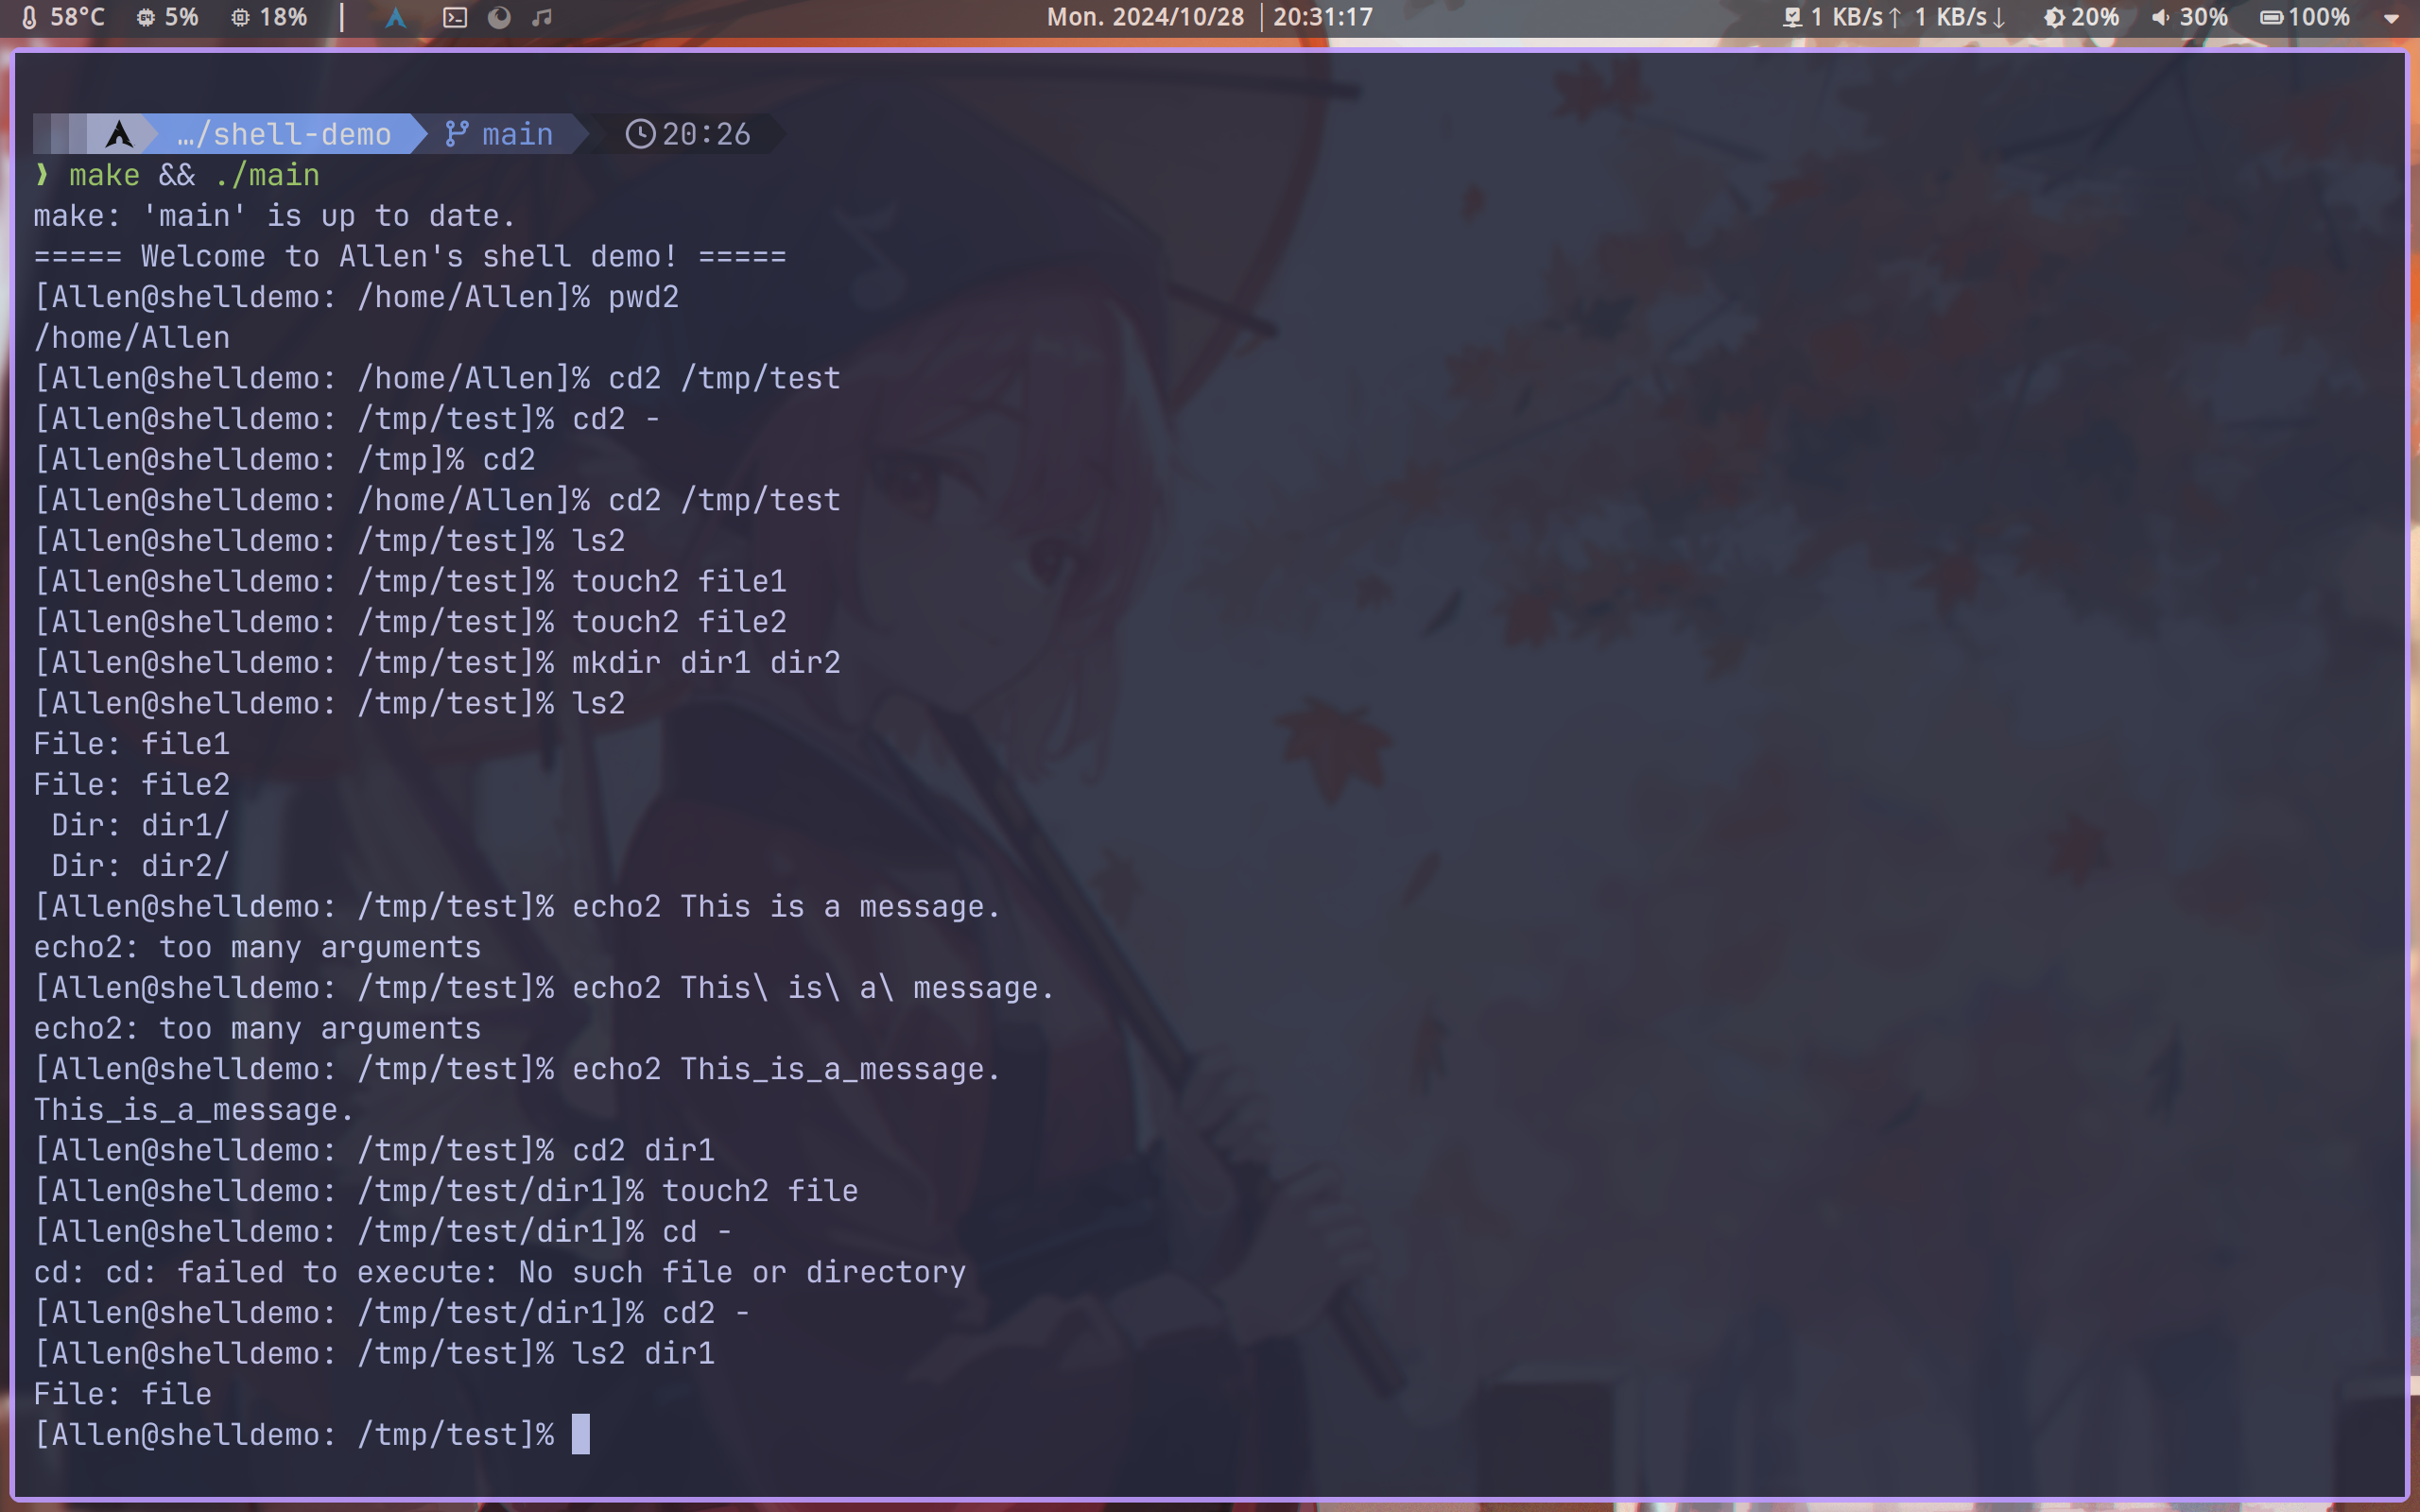 58°C 5% 18% Mon. 2024/10/28 20:31:17 1 KB/s↑ 1 KB/s↓ 20% 30% 100%
…/shell-demo main 20:26
❱ make && ./main
make: 'main' is up to date.
===== Welcome to Allen's shell demo! =====
[Allen@shelldemo: /home/Allen]% pwd2
/home/Allen
[Allen@shelldemo: /home/Allen]% cd2 /tmp/test
[Allen@shelldemo: /tmp/test]% cd2 -
[Allen@shelldemo: /tmp]% cd2
[Allen@shelldemo: /home/Allen]% cd2 /tmp/test
[Allen@shelldemo: /tmp/test]% ls2
[Allen@shelldemo: /tmp/test]% touch2 file1
[Allen@shelldemo: /tmp/test]% touch2 file2
[Allen@shelldemo: /tmp/test]% mkdir dir1 dir2
[Allen@shelldemo: /tmp/test]% ls2
File: file1
File: file2
 Dir: dir1/
 Dir: dir2/
[Allen@shelldemo: /tmp/test]% echo2 This is a message.
echo2: too many arguments
[Allen@shelldemo: /tmp/test]% echo2 This\ is\ a\ message.
echo2: too many arguments
[Allen@shelldemo: /tmp/test]% echo2 This_is_a_message.
This_is_a_message.
[Allen@shelldemo: /tmp/test]% cd2 dir1
[Allen@shelldemo: /tmp/test/dir1]% touch2 file
[Allen@shelldemo: /tmp/test/dir1]% cd -
cd: cd: failed to execute: No such file or directory
[Allen@shelldemo: /tmp/test/dir1]% cd2 -
[Allen@shelldemo: /tmp/test]% ls2 dir1
File: file
[Allen@shelldemo: /tmp/test]%